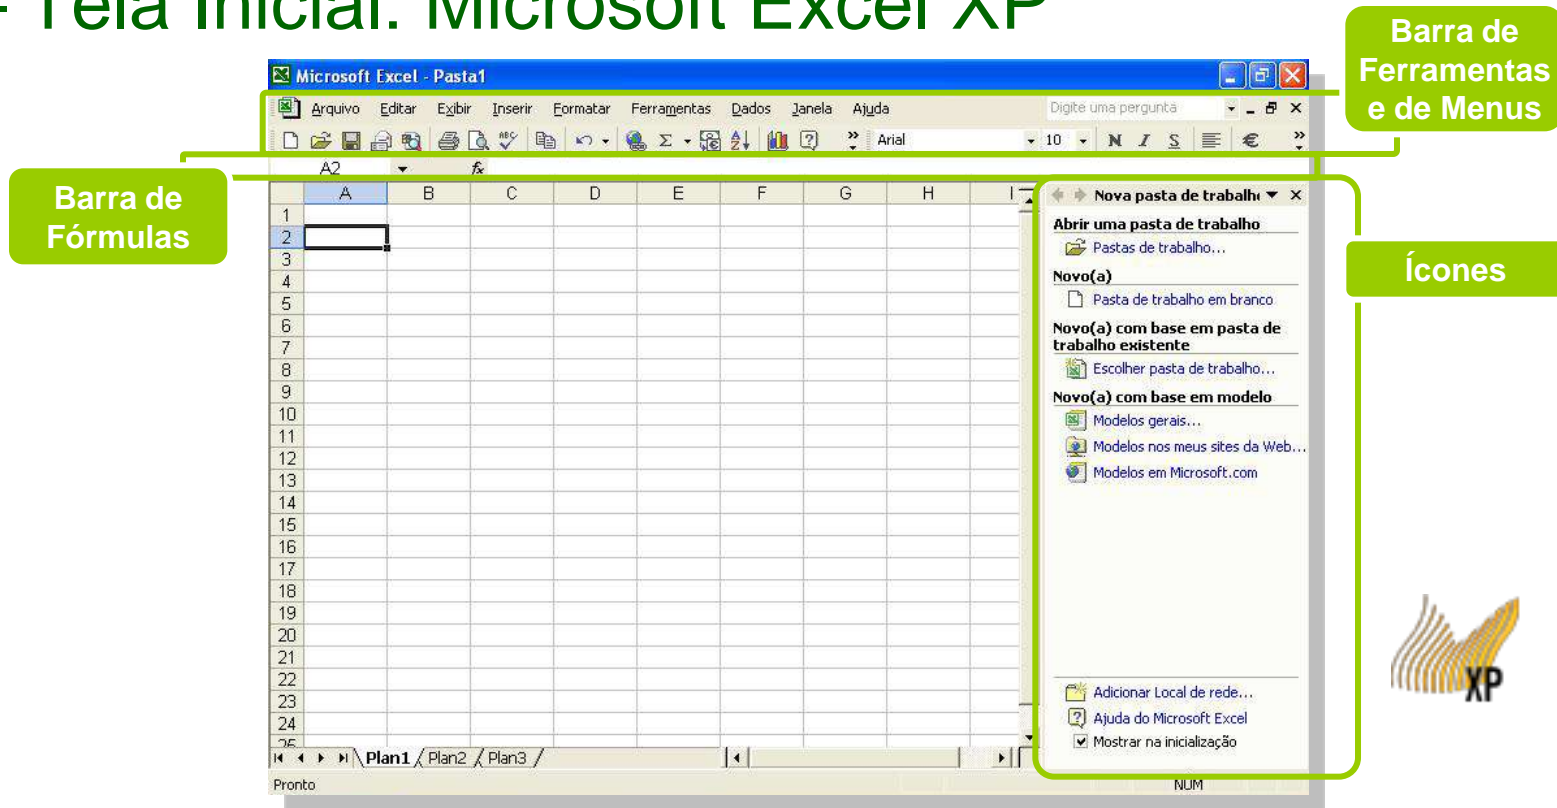 - Tela Inicial: Microsoft Excel XP
Barra de
Ferramentas
e de Menus
Microsoft Excel - Pasta1
Arquivo Editar Exibir Inserir Formatar Ferramentas Dados Janela Ajuda Digite uma pergunta
ABC Σ Arial 10 N I S €
A2 fx
Barra de
Fórmulas
A B C D E F G H I
1
2
3
4
5
6
7
8
9
10
11
12
13
14
15
16
17
18
19
20
21
22
23
24
25
Nova pasta de trabalh
Abrir uma pasta de trabalho
Pastas de trabalho...
Novo(a)
Pasta de trabalho em branco
Novo(a) com base em pasta de
trabalho existente
Escolher pasta de trabalho...
Novo(a) com base em modelo
Modelos gerais...
Modelos nos meus sites da Web...
Modelos em Microsoft.com
Adicionar Local de rede...
Ajuda do Microsoft Excel
Mostrar na inicialização
Ícones
XP
Plan1 / Plan2 / Plan3 /
Pronto NUM